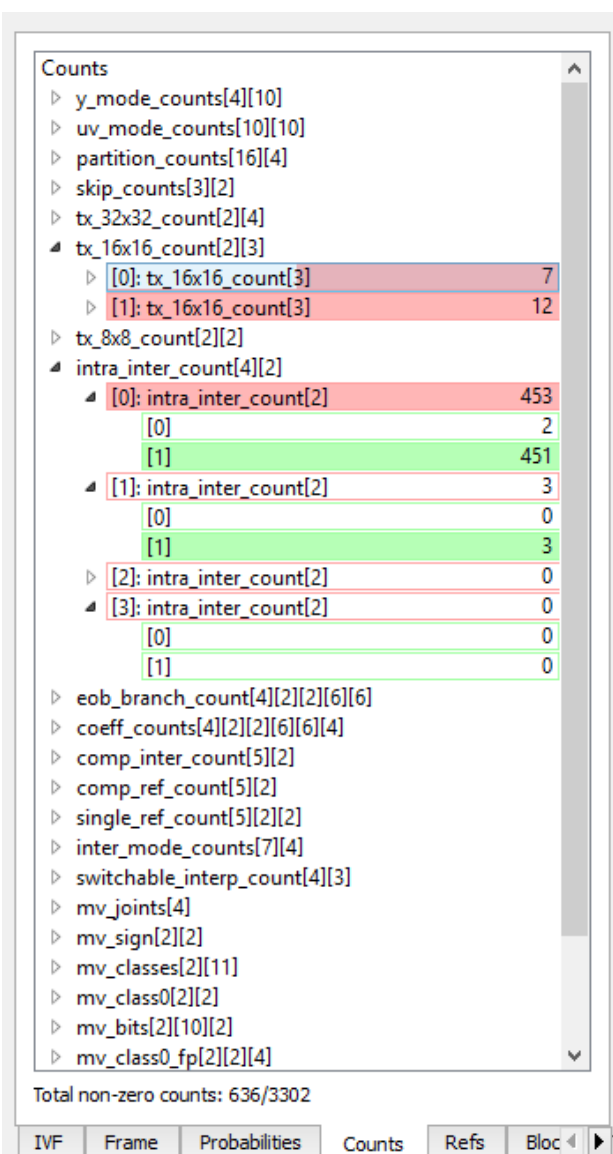 Counts
y_mode_counts[4][10]
uv_mode_counts[10][10]
partition_counts[16][4]
skip_counts[3][2]
tx_32x32_count[2][4]
tx_16x16_count[2][3]
[0]: tx_16x16_count[3] 7
[1]: tx_16x16_count[3] 12
tx_8x8_count[2][2]
intra_inter_count[4][2]
[0]: intra_inter_count[2] 453
[0] 2
[1] 451
[1]: intra_inter_count[2] 3
[0] 0
[1] 3
[2]: intra_inter_count[2] 0
[3]: intra_inter_count[2] 0
[0] 0
[1] 0
eob_branch_count[4][2][2][6][6]
coeff_counts[4][2][2][6][6][4]
comp_inter_count[5][2]
comp_ref_count[5][2]
single_ref_count[5][2][2]
inter_mode_counts[7][4]
switchable_interp_count[4][3]
mv_joints[4]
mv_sign[2][2]
mv_classes[2][11]
mv_class0[2][2]
mv_bits[2][10][2]
mv_class0_fp[2][2][4]
Total non-zero counts: 636/3302
IVF Frame Probabilities Counts Refs Bloc